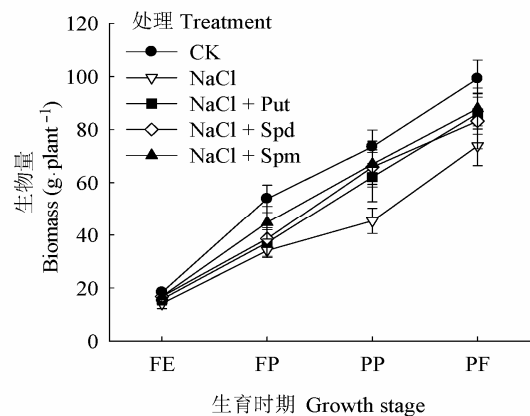 处理 Treatment
CK
NaCl
NaCl + Put
NaCl + Spd
NaCl + Spm
生物量
Biomass (g·plant⁻¹)
120
100
80
60
40
20
0
FE FP PP PF
生育时期 Growth stage